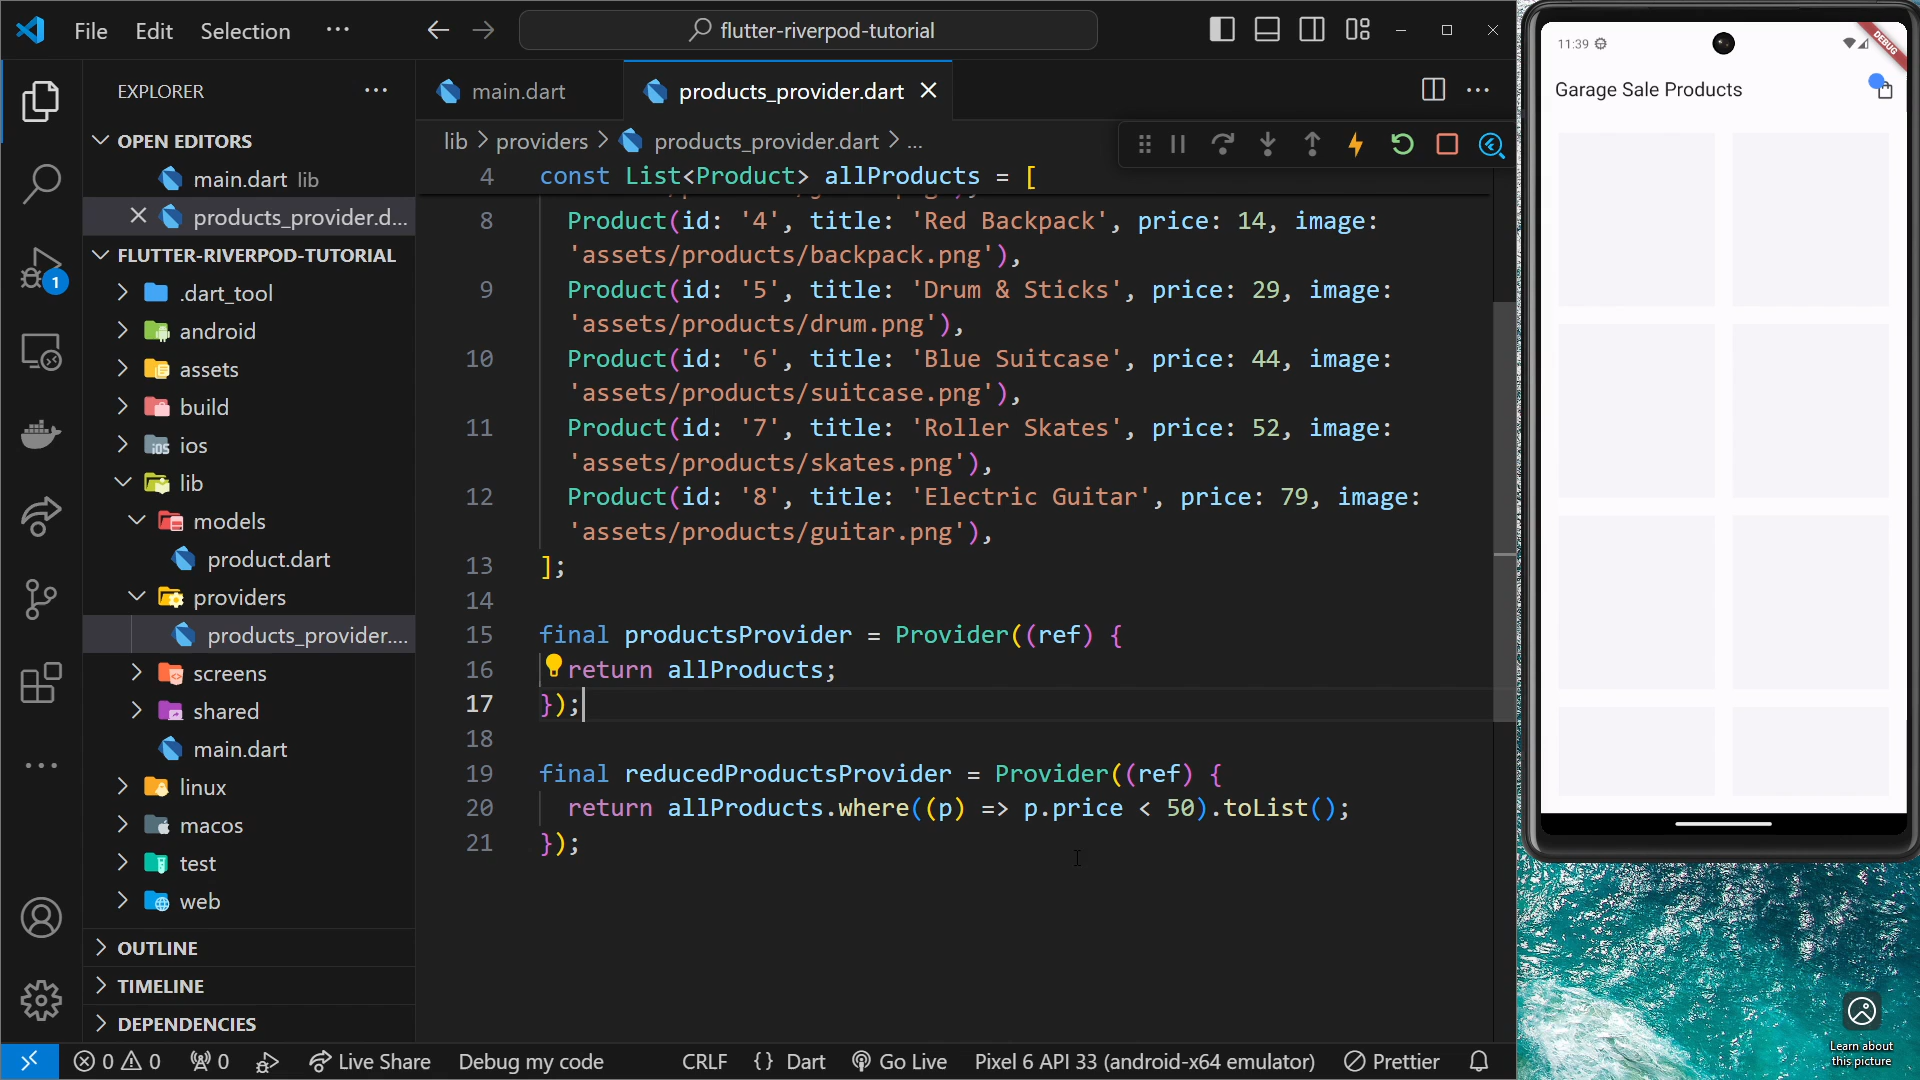 File Edit Selection ···
flutter-riverpod-tutorial
EXPLORER
OPEN EDITORS
main.dart lib
products_provider.d...
FLUTTER-RIVERPOD-TUTORIAL
.dart_tool
android
assets
build
ios
lib
models
product.dart
providers
products_provider....
screens
shared
main.dart
linux
macos
test
web
OUTLINE
TIMELINE
DEPENDENCIES
1
main.dart
products_provider.dart
lib > providers > products_provider.dart > ...
4 const List<Product> allProducts = [
8 Product(id: '4', title: 'Red Backpack', price: 14, image:
'assets/products/backpack.png'),
9 Product(id: '5', title: 'Drum & Sticks', price: 29, image:
'assets/products/drum.png'),
10 Product(id: '6', title: 'Blue Suitcase', price: 44, image:
'assets/products/suitcase.png'),
11 Product(id: '7', title: 'Roller Skates', price: 52, image:
'assets/products/skates.png'),
12 Product(id: '8', title: 'Electric Guitar', price: 79, image:
'assets/products/guitar.png'),
13 ];
14
15 final productsProvider = Provider((ref) {
16 return allProducts;
17 });
18
19 final reducedProductsProvider = Provider((ref) {
20 return allProducts.where((p) => p.price < 50).toList();
21 });
0 0 0 Live Share Debug my code CRLF {} Dart Go Live Pixel 6 API 33 (android-x64 emulator) Prettier
11:39
DEBUG
Garage Sale Products
Learn about
this picture